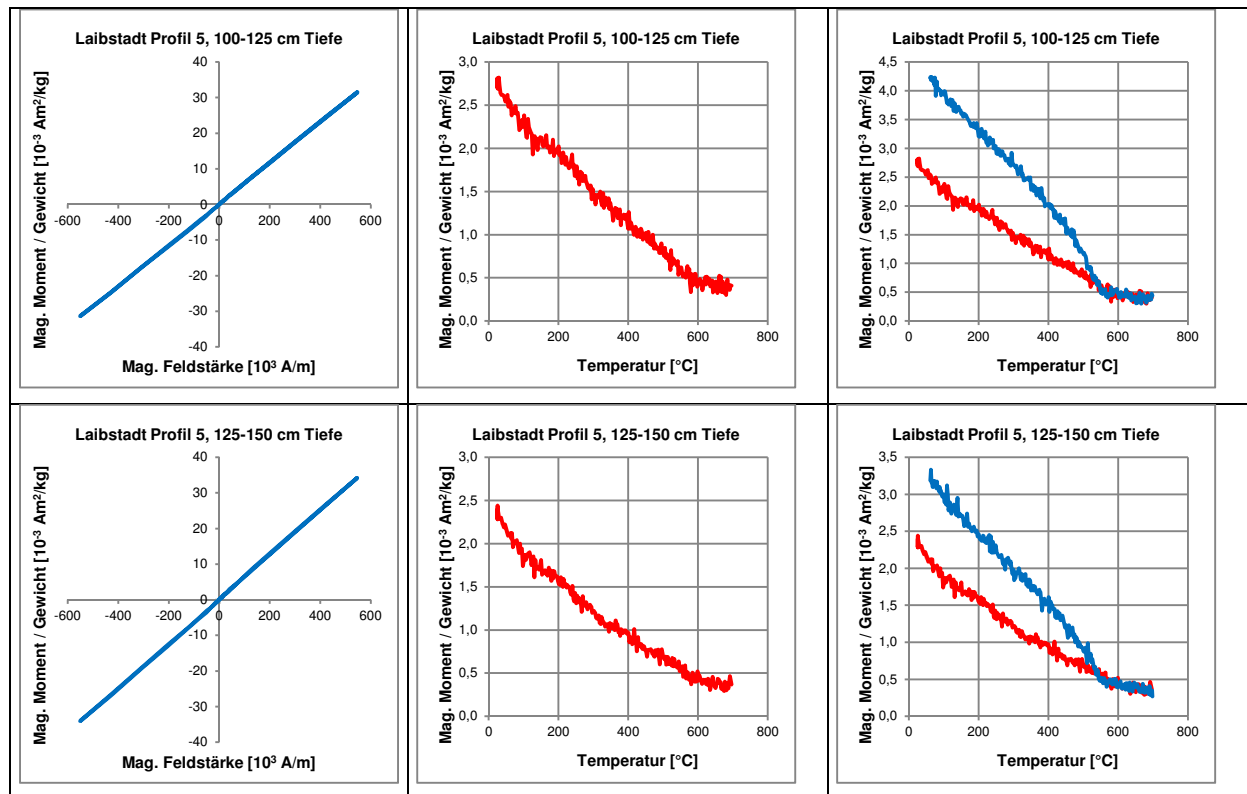 Laibstadt Profil 5, 100-125 cm Tiefe
Mag. Moment / Gewicht [10⁻³ Am²/kg]
40
30
20
10
0
-10
-20
-30
-40
-600 -400 -200 0 200 400 600
Mag. Feldstärke [10³ A/m]
Laibstadt Profil 5, 100-125 cm Tiefe
Mag. Moment / Gewicht [10⁻³ Am²/kg]
3,0
2,5
2,0
1,5
1,0
0,5
0,0
0 200 400 600 800
Temperatur [°C]
Laibstadt Profil 5, 100-125 cm Tiefe
Mag. Moment / Gewicht [10⁻³ Am²/kg]
4,5
4,0
3,5
3,0
2,5
2,0
1,5
1,0
0,5
0,0
0 200 400 600 800
Temperatur [°C]
Laibstadt Profil 5, 125-150 cm Tiefe
Mag. Moment / Gewicht [10⁻³ Am²/kg]
40
30
20
10
0
-10
-20
-30
-40
-600 -400 -200 0 200 400 600
Mag. Feldstärke [10³ A/m]
Laibstadt Profil 5, 125-150 cm Tiefe
Mag. Moment / Gewicht [10⁻³ Am²/kg]
3,0
2,5
2,0
1,5
1,0
0,5
0,0
0 200 400 600 800
Temperatur [°C]
Laibstadt Profil 5, 125-150 cm Tiefe
Mag. Moment / Gewicht [10⁻³ Am²/kg]
3,5
3,0
2,5
2,0
1,5
1,0
0,5
0,0
0 200 400 600 800
Temperatur [°C]